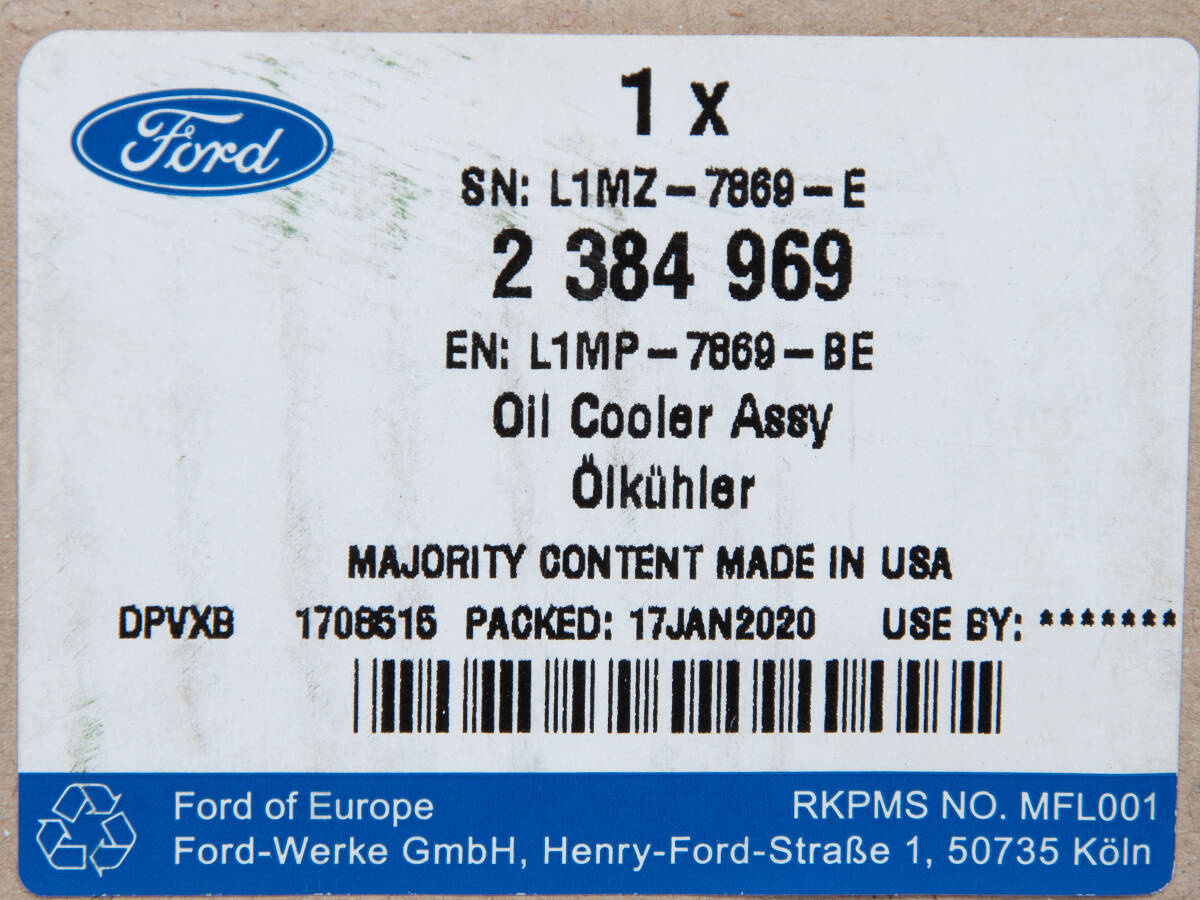 Ford
1 x
SN: L1MZ-7869-E
2 384 969
EN: L1MP-7869-BE
Oil Cooler Assy
Ölkühler
MAJORITY CONTENT MADE IN USA
DPVXB 1708515 PACKED: 17JAN2020 USE BY: *******
Ford of Europe RKPMS NO. MFL001
Ford-Werke GmbH, Henry-Ford-Straße 1, 50735 Köln